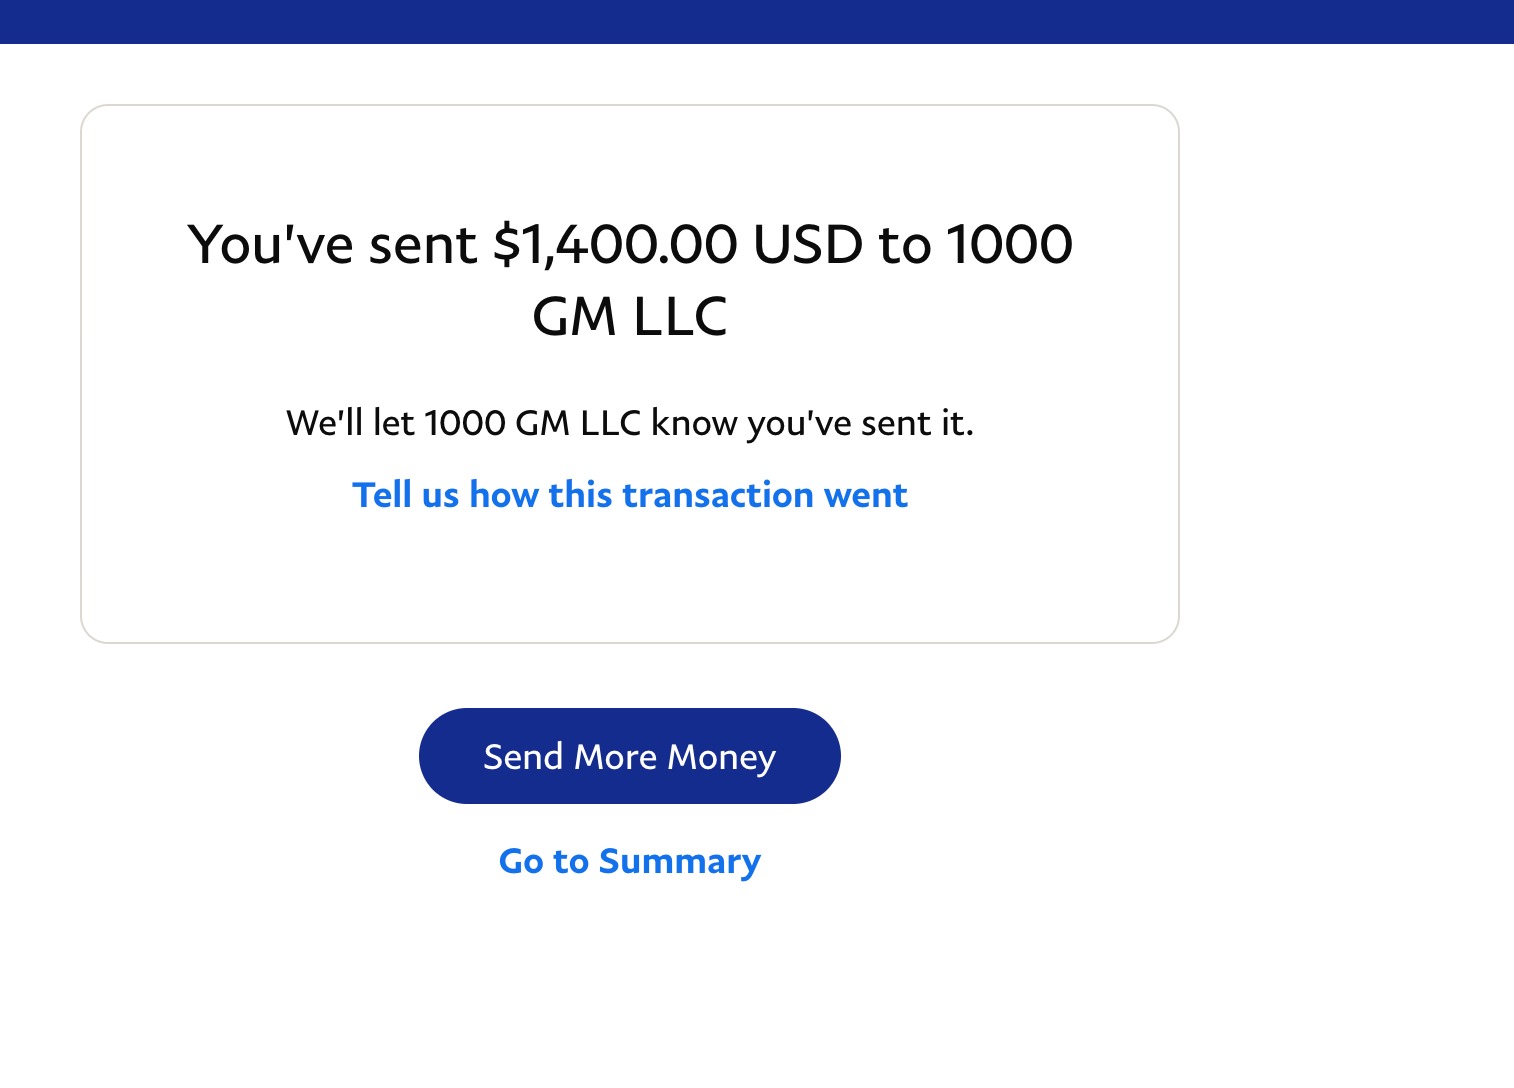 You've sent $1,400.00 USD to 1000
GM LLC
We'll let 1000 GM LLC know you've sent it.
Tell us how this transaction went
Send More Money
Go to Summary